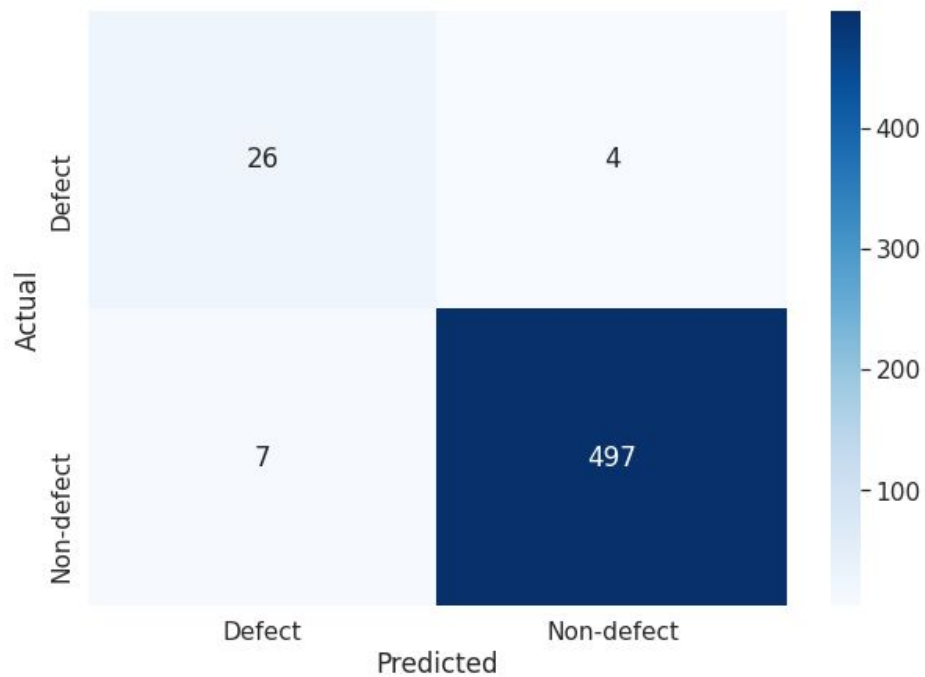 Actual
Defect
Non-defect
26
4
7
497
Defect
Non-defect
Predicted
400
300
200
100